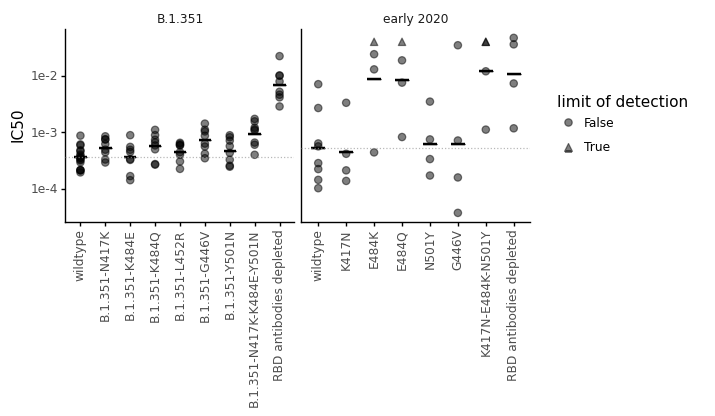 B.1.351
early 2020
IC50
1e-2
1e-3
1e-4
wildtype
B.1.351-N417K
B.1.351-K484E
B.1.351-K484Q
B.1.351-L452R
B.1.351-G446V
B.1.351-Y501N
B.1.351-N417K-K484E-Y501N
RBD antibodies depleted
wildtype
K417N
E484K
E484Q
N501Y
G446V
K417N-E484K-N501Y
RBD antibodies depleted
limit of detection
False
True